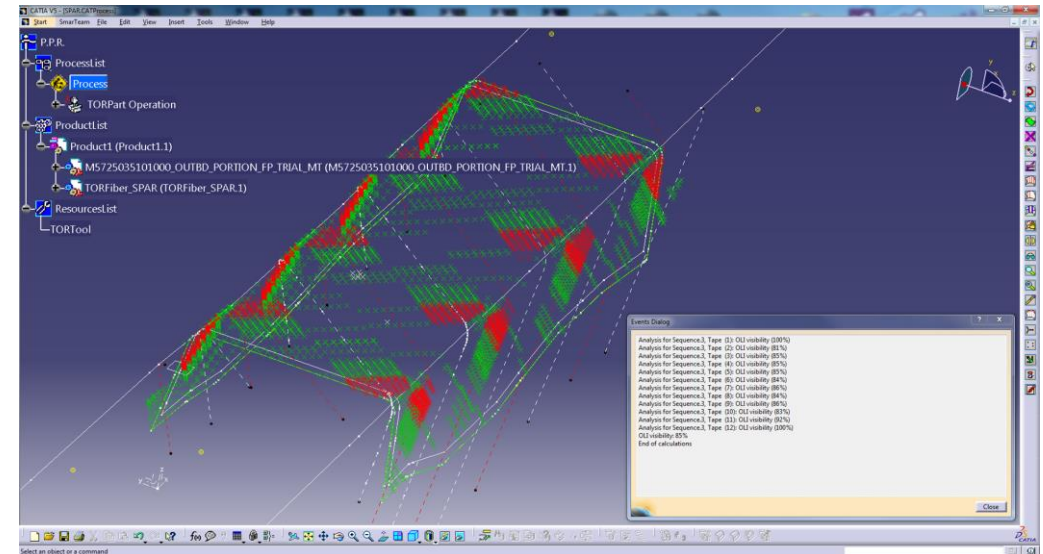 CATIA V5 - [SPAR.CATProcess]
Start SmarTeam File Edit View Insert Tools Window Help
P.P.R.
ProcessList
Process
TORPart Operation
ProductList
Product1 (Product1.1)
M5725035101000_OUTBD_PORTION_FP_TRIAL_MT (M5725035101000_OUTBD_PORTION_FP_TRIAL_MT.1)
TORFiber_SPAR (TORFiber_SPAR.1)
ResourcesList
TORTool
Events Dialog
Analysis for Sequence.3, Tape (1): OLI visibility (100%)
Analysis for Sequence.3, Tape (2): OLI visibility (81%)
Analysis for Sequence.3, Tape (3): OLI visibility (85%)
Analysis for Sequence.3, Tape (4): OLI visibility (85%)
Analysis for Sequence.3, Tape (5): OLI visibility (85%)
Analysis for Sequence.3, Tape (6): OLI visibility (84%)
Analysis for Sequence.3, Tape (7): OLI visibility (86%)
Analysis for Sequence.3, Tape (8): OLI visibility (84%)
Analysis for Sequence.3, Tape (9): OLI visibility (86%)
Analysis for Sequence.3, Tape (10): OLI visibility (83%)
Analysis for Sequence.3, Tape (11): OLI visibility (92%)
Analysis for Sequence.3, Tape (12): OLI visibility (100%)
OLI visibility: 85%
End of calculations
Close
CATIA
Select an object or a command